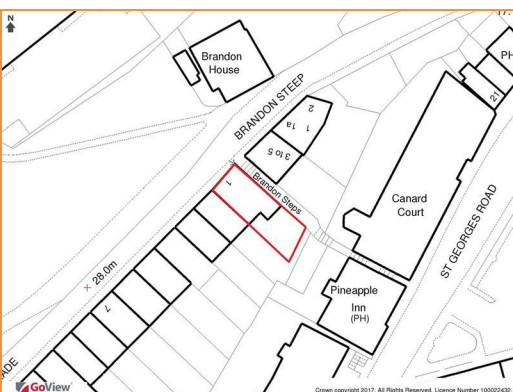 N
17.
PH
Brandon
House
BRANDON STEEP
2
1
1a
21
3 to 5
Brandon Steps
1
Canard
Court
ST GEORGES ROAD
28.0m
Pineapple
Inn
(PH)
7
ADE
GoView
Crown copyright 2017. All Rights Reserved. Licence Number 100022432